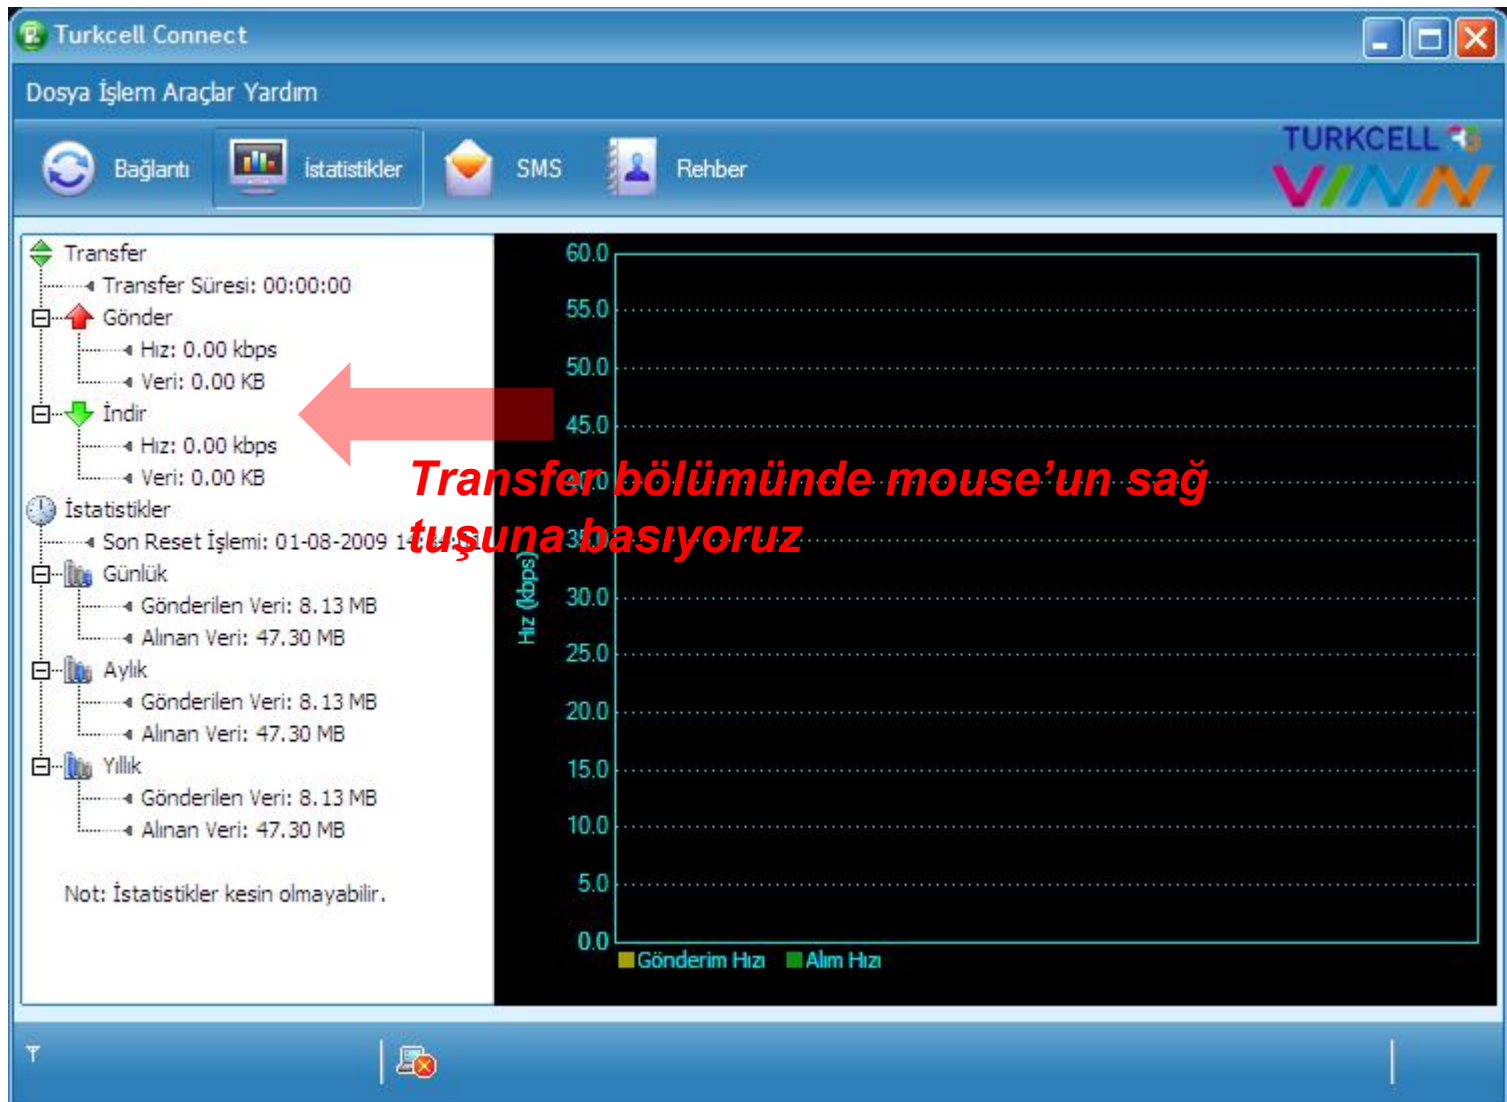 Turkcell Connect
Dosya İşlem Araçlar Yardım
Bağlantı İstatistikler SMS Rehber
TURKCELL 3G
VINN
Transfer
Transfer Süresi: 00:00:00
Gönder
Hız: 0.00 kbps
Veri: 0.00 KB
İndir
Hız: 0.00 kbps
Veri: 0.00 KB
İstatistikler
Son Reset İşlemi: 01-08-2009
Günlük
Gönderilen Veri: 8.13 MB
Alınan Veri: 47.30 MB
Aylık
Gönderilen Veri: 8.13 MB
Alınan Veri: 47.30 MB
Yıllık
Gönderilen Veri: 8.13 MB
Alınan Veri: 47.30 MB
Not: İstatistikler kesin olmayabilir.
Transfer bölümünde mouse’un sağ
tuşuna basıyoruz
Hız (kbps)
60.0
55.0
50.0
45.0
40.0
35.0
30.0
25.0
20.0
15.0
10.0
5.0
0.0
Gönderim Hızı Alım Hızı